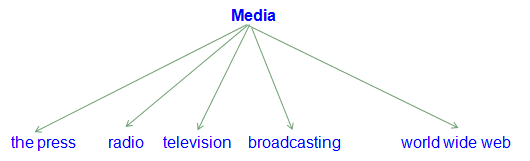 Media
the press radio television broadcasting world wide web